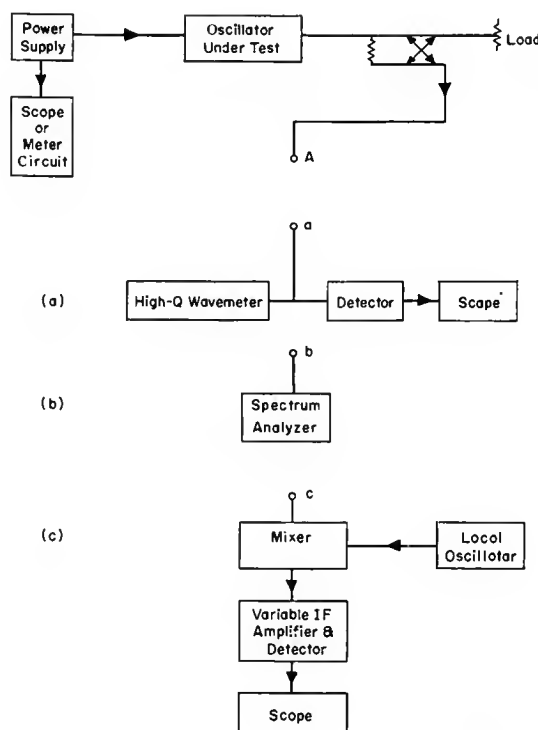 Power
Supply
Oscillator
Under Test
Load
Scope
or
Meter
Circuit
A
a
(a)
High-Q Wavemeter
Detector
Scape
b
(b)
Spectrum
Analyzer
c
(c)
Mixer
Locol
Oscillotar
Variable IF
Amplifier &
Detector
Scope